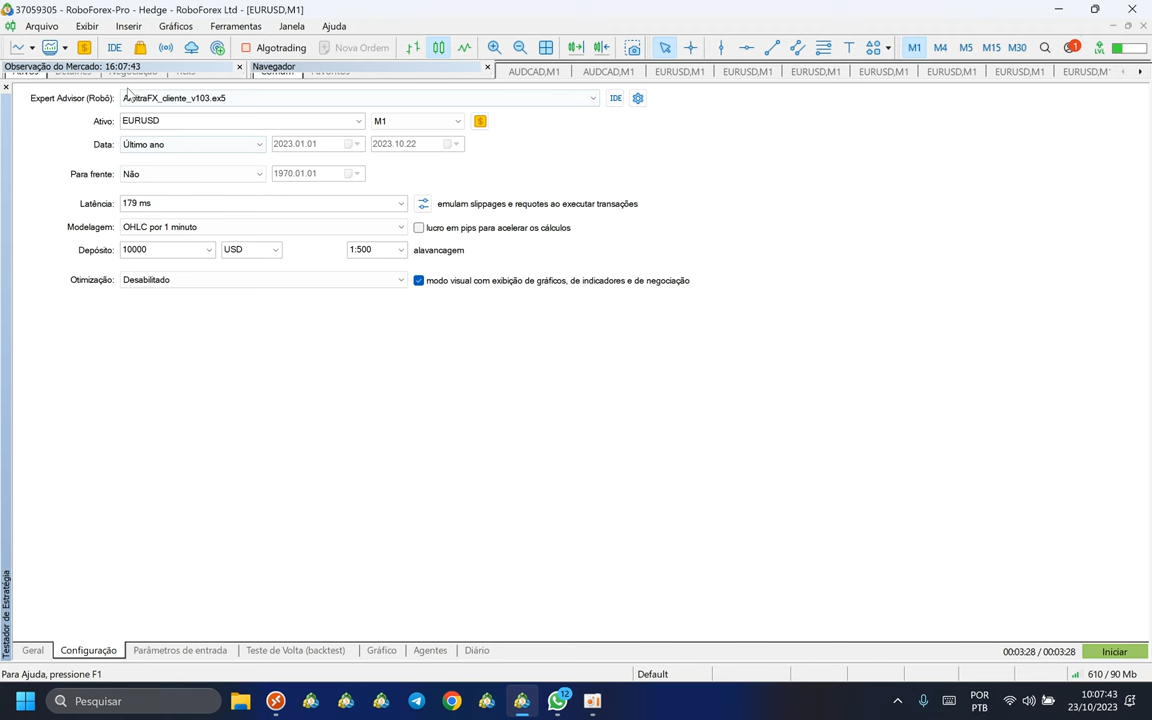 37059305 - RoboForex-Pro - Hedge - RoboForex Ltd - [EURUSD,M1]
Arquivo Exibir Inserir Gráficos Ferramentas Janela Ajuda
IDE Algotrading Nova Ordem M1 M4 M5 M15 M30 1 LVL
Observação do Mercado: 16:07:43 Navegador
AUDCAD,M1 AUDCAD,M1 EURUSD,M1 EURUSD,M1 EURUSD,M1 EURUSD,M1 EURUSD,M1 EURUSD,M1 EURUSD,M
Expert Advisor (Robô): ArbitraFX_cliente_v103.ex5 IDE
Ativo: EURUSD M1
Data: Último ano 2023.01.01 2023.10.22
Para frente: Não 1970.01.01
Latência: 179 ms emulam slippages e requotes ao executar transações
Modelagem: OHLC por 1 minuto lucro em pips para acelerar os cálculos
Depósito: 10000 USD 1:500 alavancagem
Otimização: Desabilitado modo visual com exibição de gráficos, de indicadores e de negociação
Testador de Estratégia
Geral Configuração Parâmetros de entrada Teste de Volta (backtest) Gráfico Agentes Diário 00:03:28 / 00:03:28 Iniciar
Para Ajuda, pressione F1 Default 610 / 90 Mb
Pesquisar 12 POR 10:07:43
PTB 23/10/2023